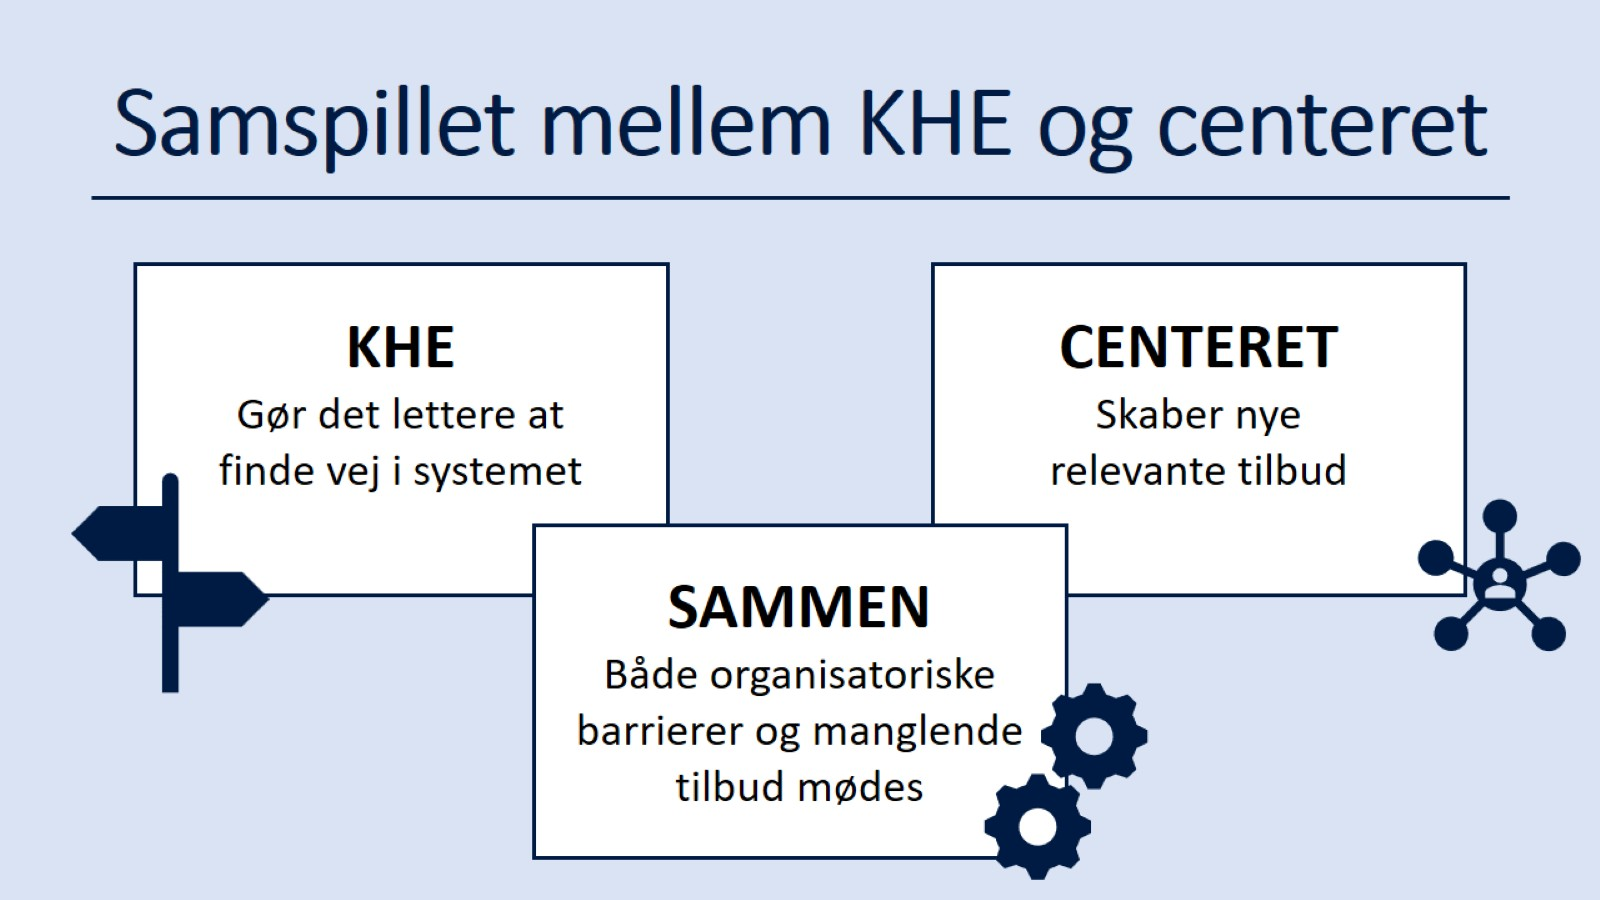 Samspillet mellem KHE og centeret
KHE
Gør det lettere at
finde vej i systemet
CENTERET
Skaber nye
relevante tilbud
SAMMEN
Både organisatoriske
barrierer og manglende
tilbud mødes